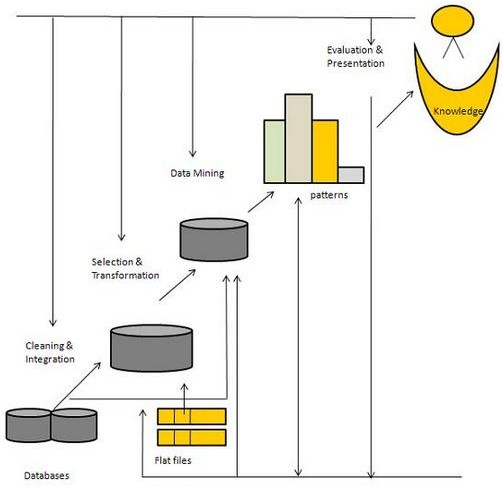 Evaluation &
Presentation
Knowledge
Data Mining
patterns
Selection &
Transformation
Cleaning &
Integration
Flat files
Databases